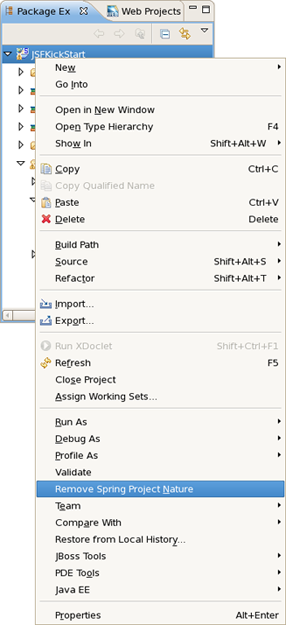 Package Ex
Web Projects
JSFKickStart
New
Go Into
Open in New Window
Open Type Hierarchy F4
Show In Shift+Alt+W
Copy Ctrl+C
Copy Qualified Name
Paste Ctrl+V
Delete Delete
Build Path
Source Shift+Alt+S
Refactor Shift+Alt+T
Import...
Export...
Run XDoclet Shift+Ctrl+F1
Refresh F5
Close Project
Assign Working Sets...
Run As
Debug As
Profile As
Validate
Remove Spring Project Nature
Team
Compare With
Restore from Local History...
JBoss Tools
PDE Tools
Java EE
Properties Alt+Enter